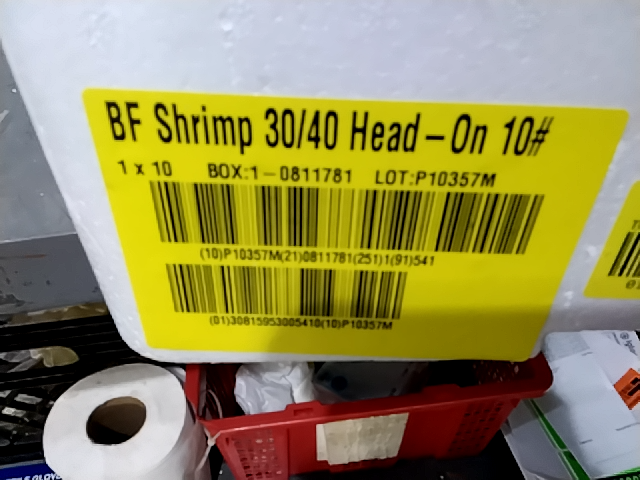 BF Shrimp 30/40 Head-On 10#
1 x 10 BOX:1-0811781 LOT:P10357M
(10)P10357M(21)0811781(251)1(91)541
(01)30815953005410(10)P10357M